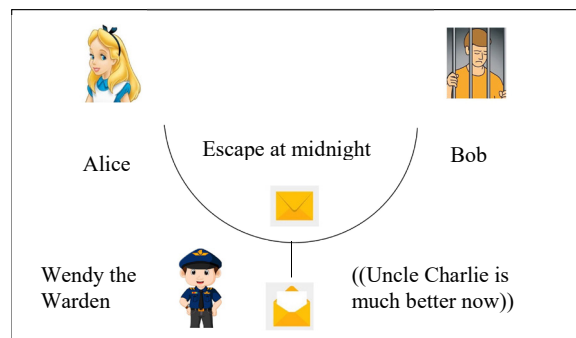 Escape at midnight
Alice
Bob
Wendy the
Warden
((Uncle Charlie is
much better now))